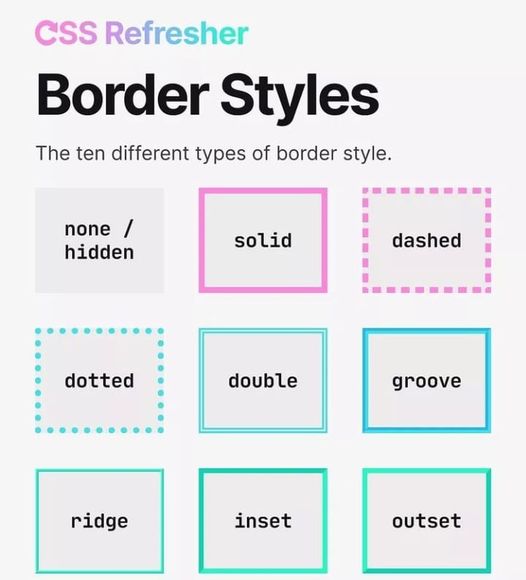 CSS Refresher
Border Styles
The ten different types of border style.
none /
hidden
solid
dashed
dotted
double
groove
ridge
inset
outset